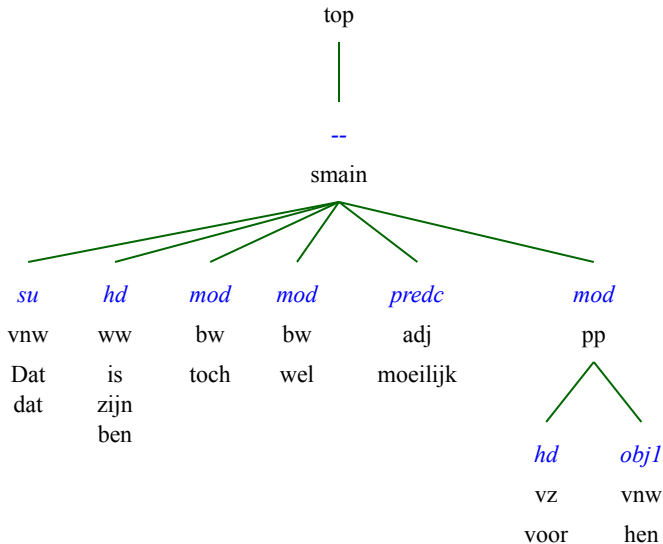 top
--
smain
su hd mod mod predc mod
vnw ww bw bw adj pp
Dat is toch wel moeilijk
dat zijn
ben
hd obj1
vz vnw
voor hen